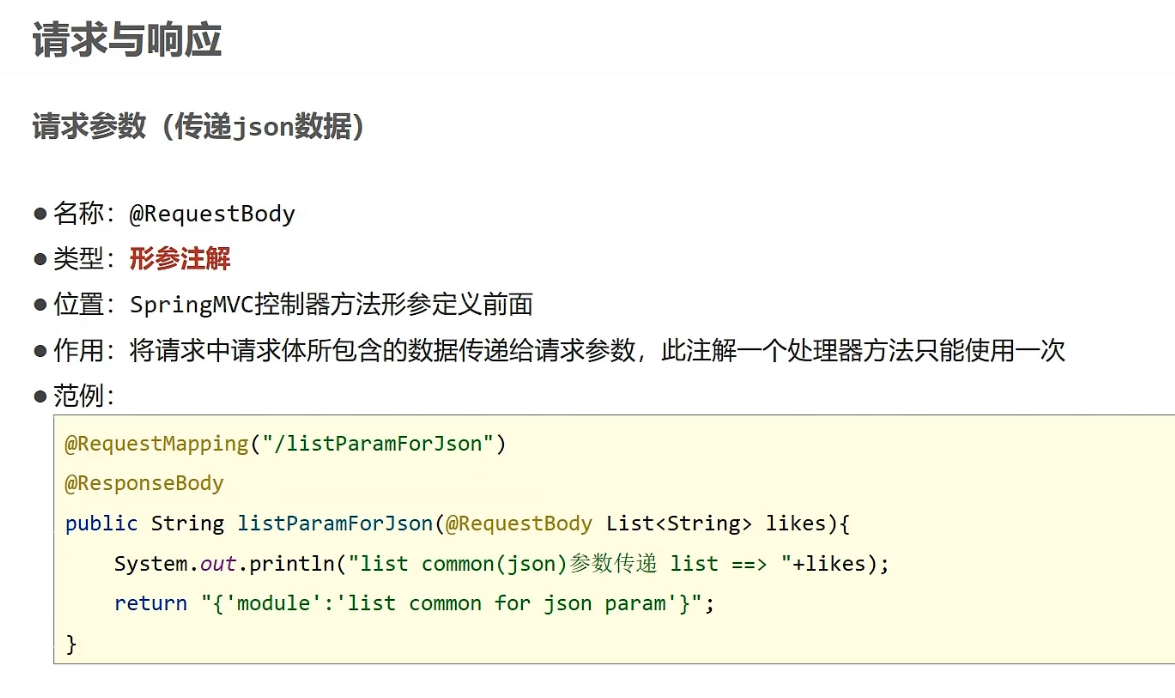 请求与响应
请求参数（传递json数据）
● 名称：@RequestBody
● 类型：形参注解
● 位置：SpringMVC控制器方法形参定义前面
● 作用：将请求中请求体所包含的数据传递给请求参数，此注解一个处理器方法只能使用一次
● 范例：
@RequestMapping("/listParamForJson")
@ResponseBody
public String listParamForJson(@RequestBody List<String> likes){
    System.out.println("list common(json)参数传递 list ==> "+likes);
    return "{'module':'list common for json param'}";
}